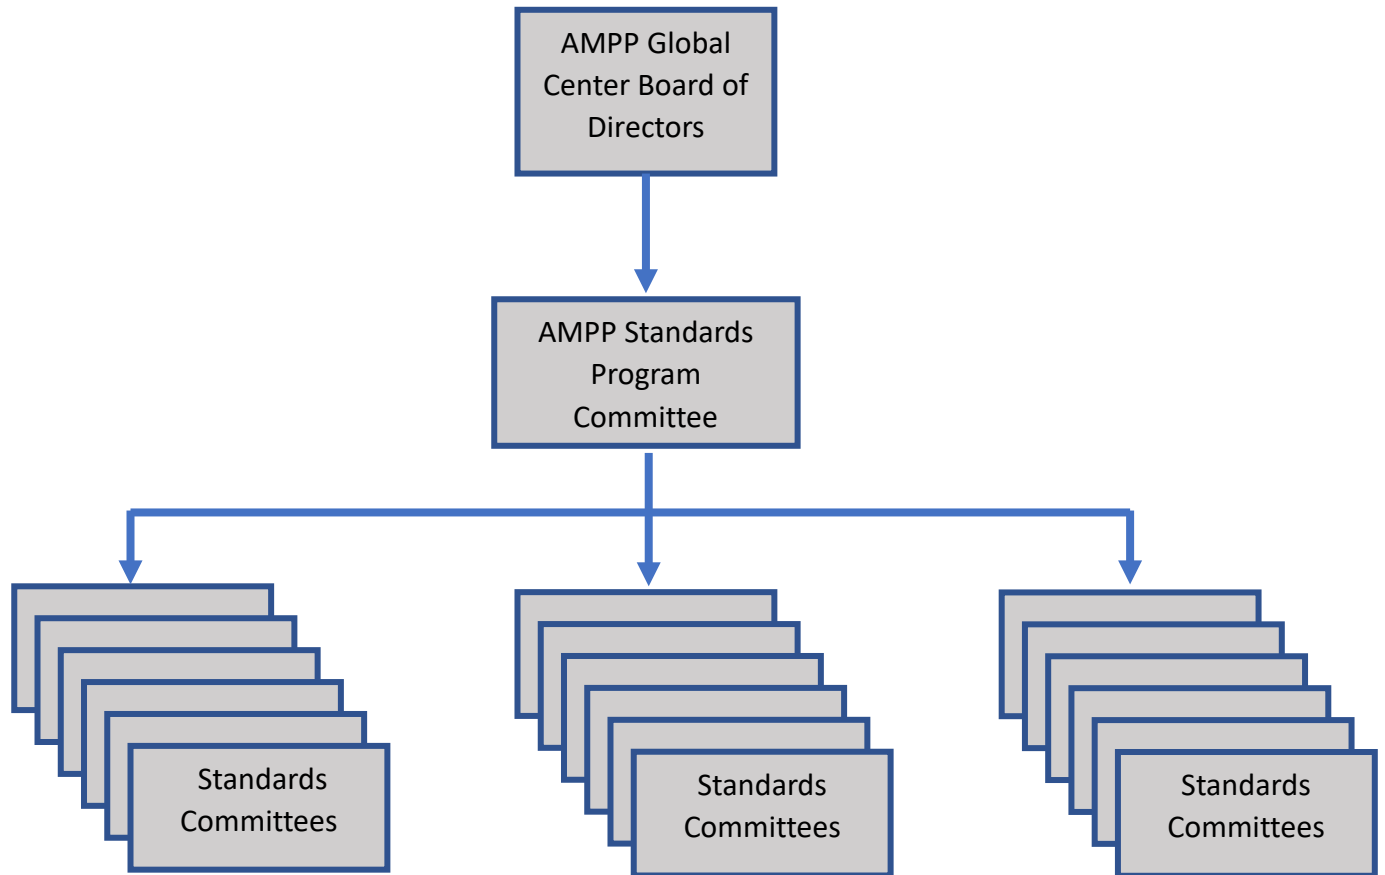 AMPP Global
Center Board of
Directors
AMPP Standards
Program
Committee
Standards
Committees
Standards
Committees
Standards
Committees